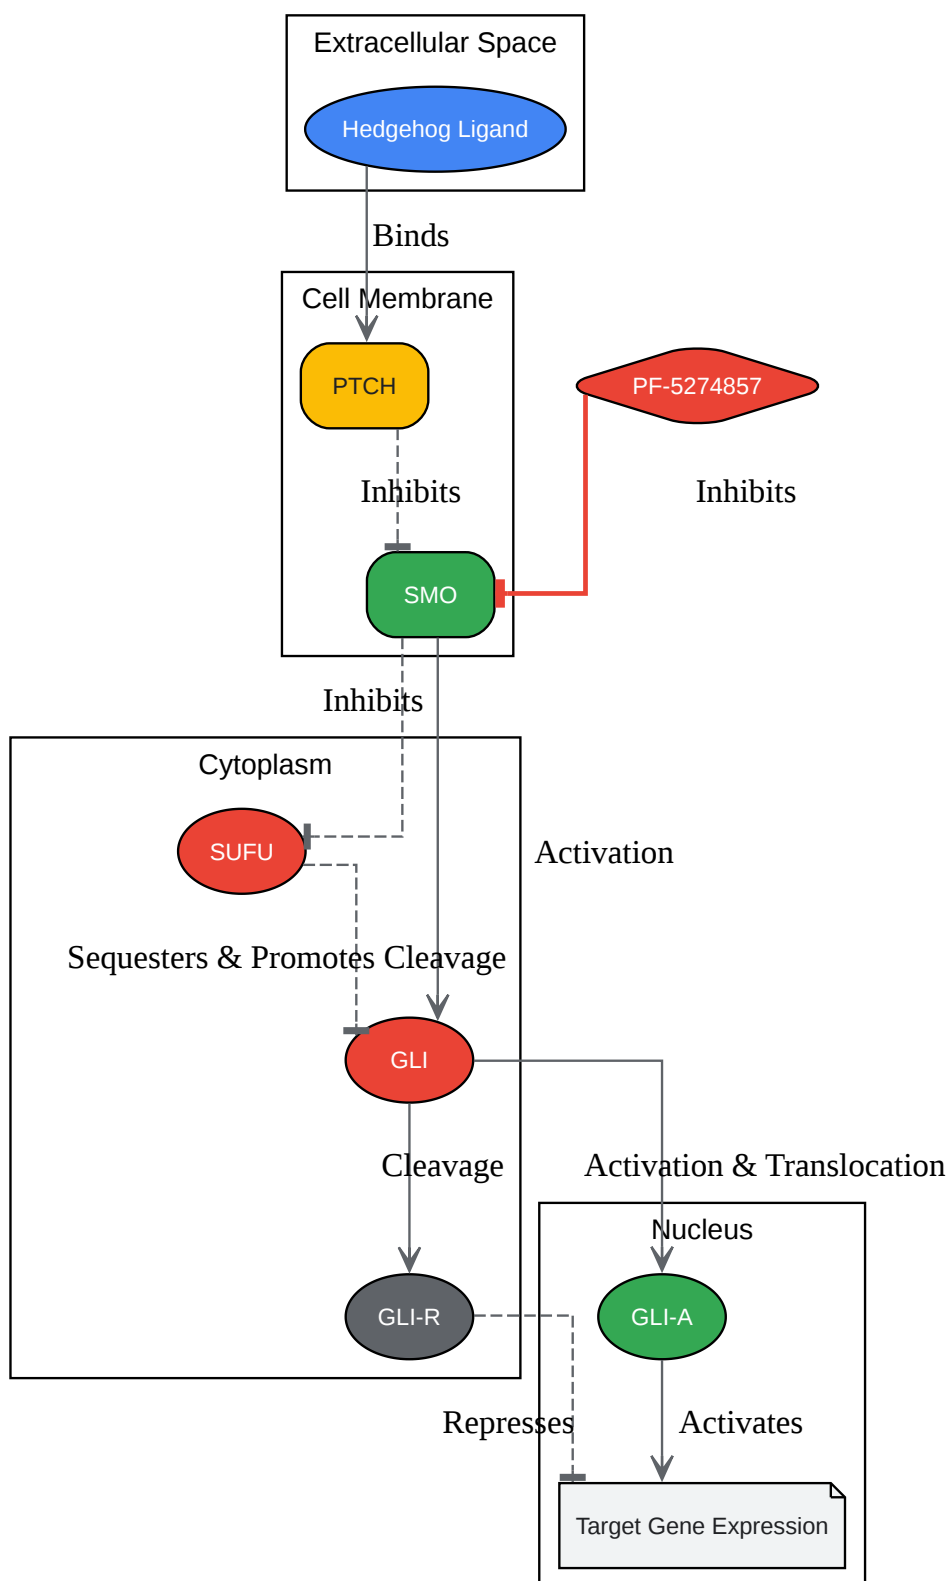 Extracellular Space
Hedgehog Ligand
Binds
Cell Membrane
PTCH
PF-5274857
Inhibits
Inhibits
SMO
Inhibits
Cytoplasm
SUFU
Activation
Sequesters & Promotes Cleavage
GLI
Cleavage
Activation & Translocation
Nucleus
GLI-R
GLI-A
Represses
Activates
Target Gene Expression